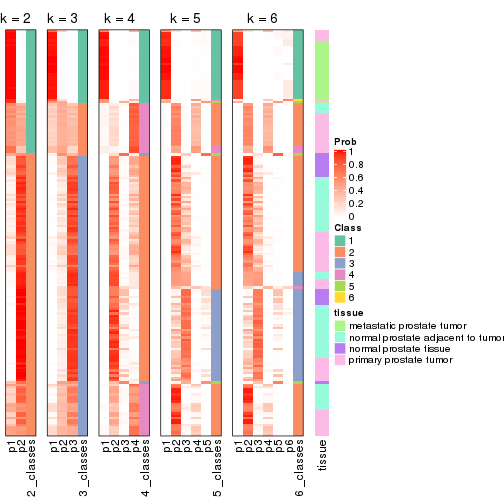 k = 2
k = 3
k = 4
k = 5
k = 6
p1
p2
2_classes
p1
p2
p3
3_classes
p1
p2
p3
p4
4_classes
p1
p2
p3
p4
p5
5_classes
p1
p2
p3
p4
p5
p6
6_classes
tissue
Prob
1
0.8
0.6
0.4
0.2
0
Class
1
2
3
4
5
6
tissue
metastatic prostate tumor
normal prostate adjacent to tumor
normal prostate tissue
primary prostate tumor